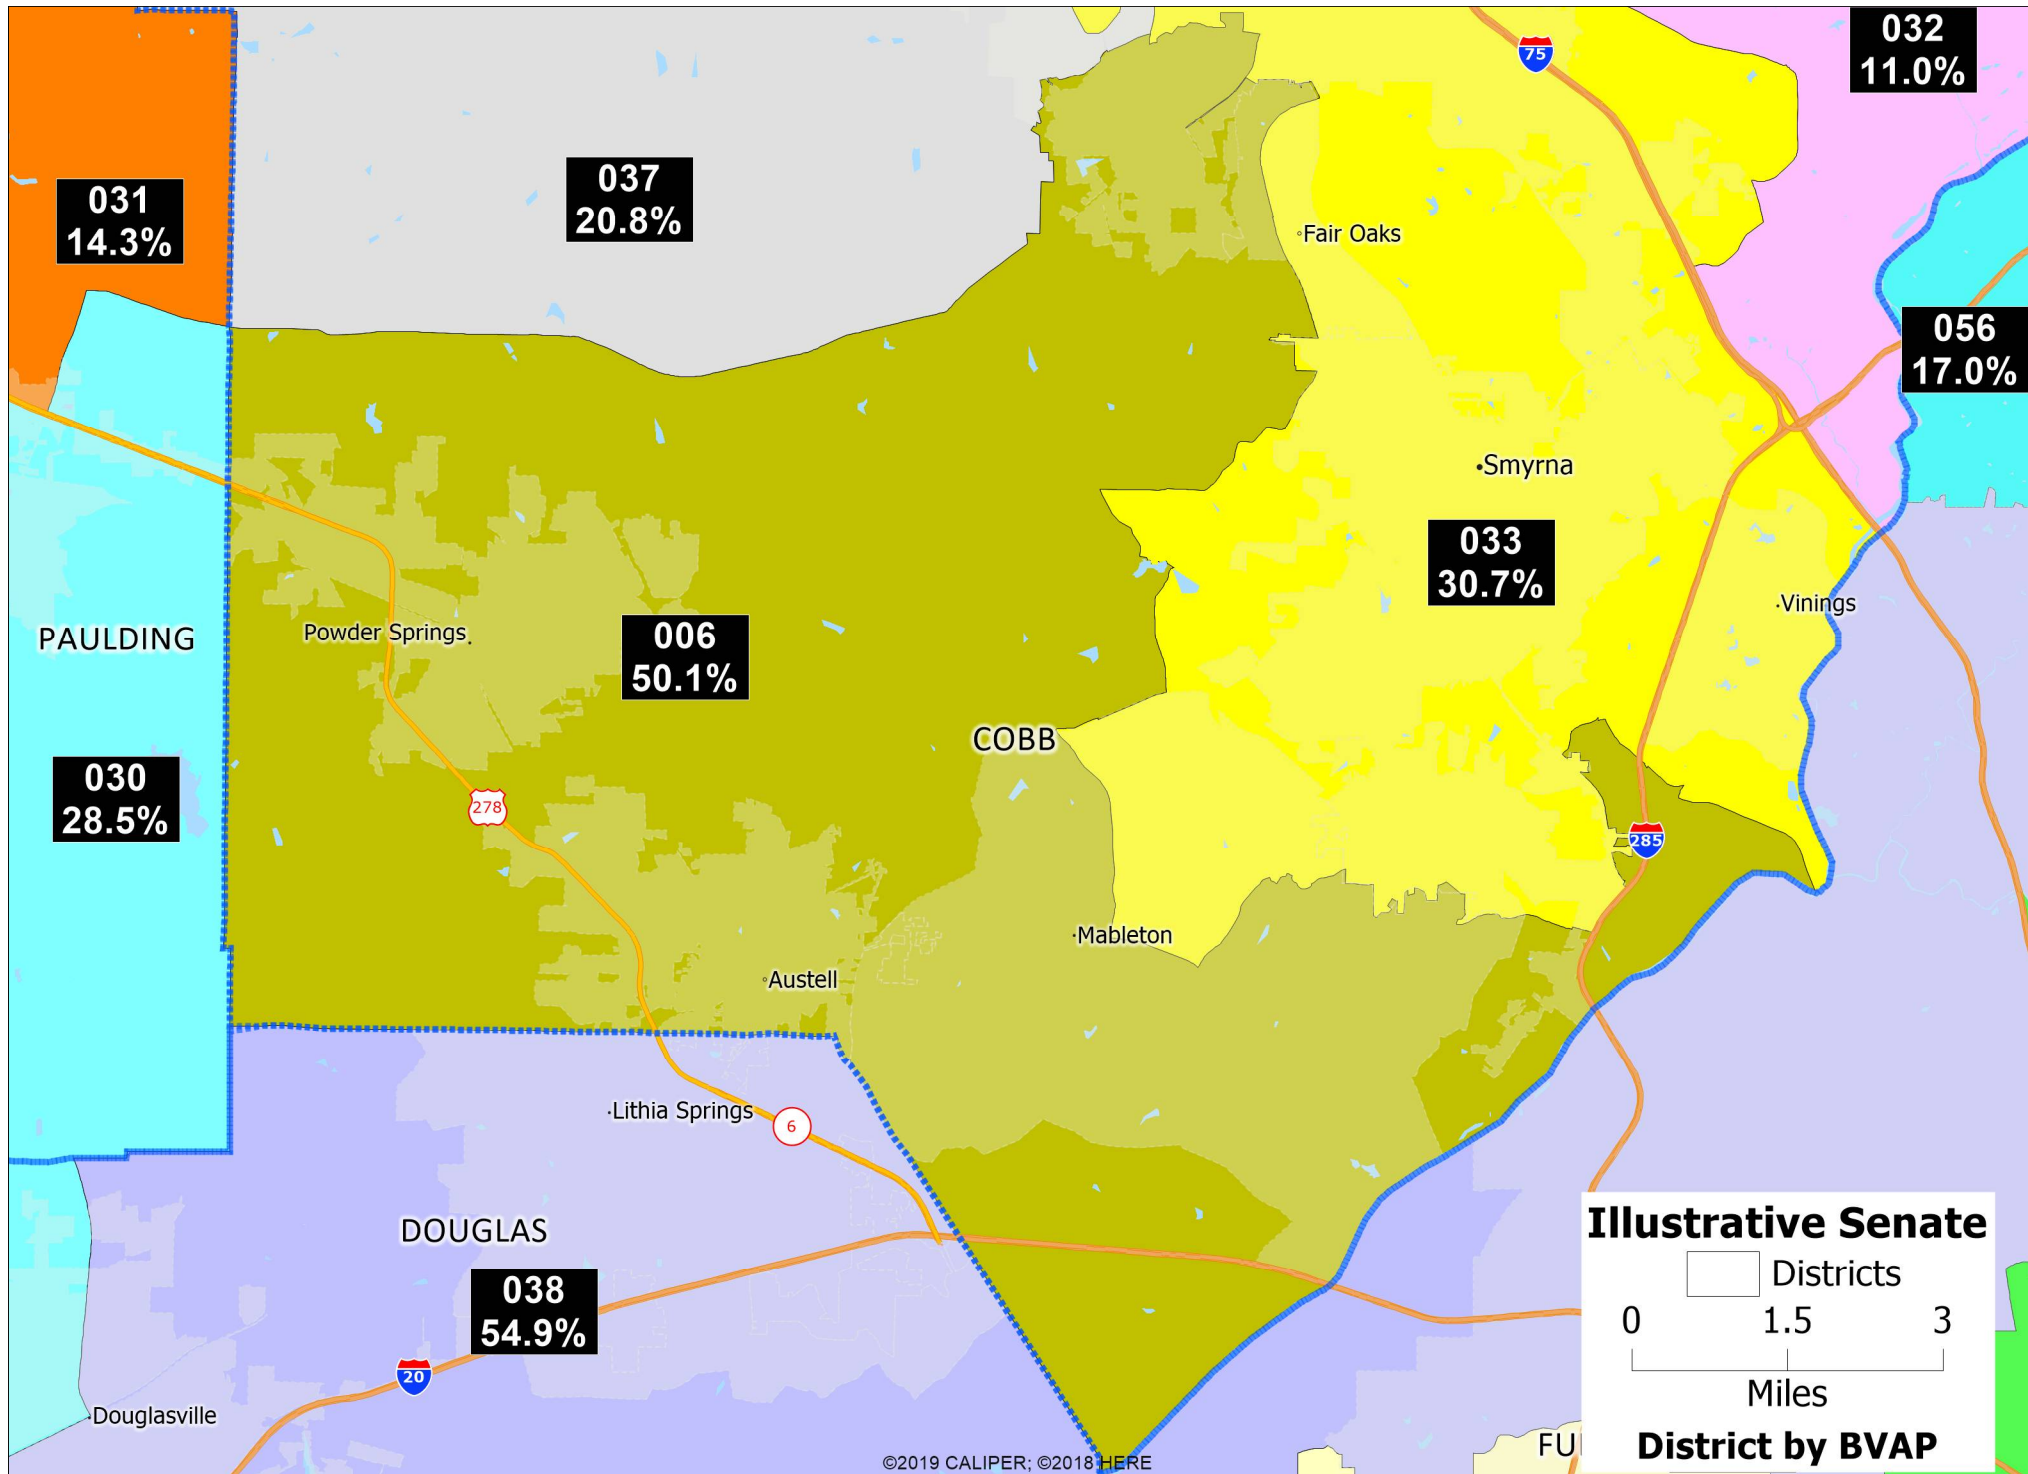 032
11.0%
75
031
14.3%
037
20.8%
Fair Oaks
056
17.0%
Smyrna
033
30.7%
Vinings
PAULDING
Powder Springs
006
50.1%
COBB
030
28.5%
278
285
Mableton
Austell
Lithia Springs
6
DOUGLAS
038
54.9%
20
Douglasville
Illustrative Senate
Districts
0 1.5 3
Miles
District by BVAP
FU
©2019 CALIPER; ©2018 HERE